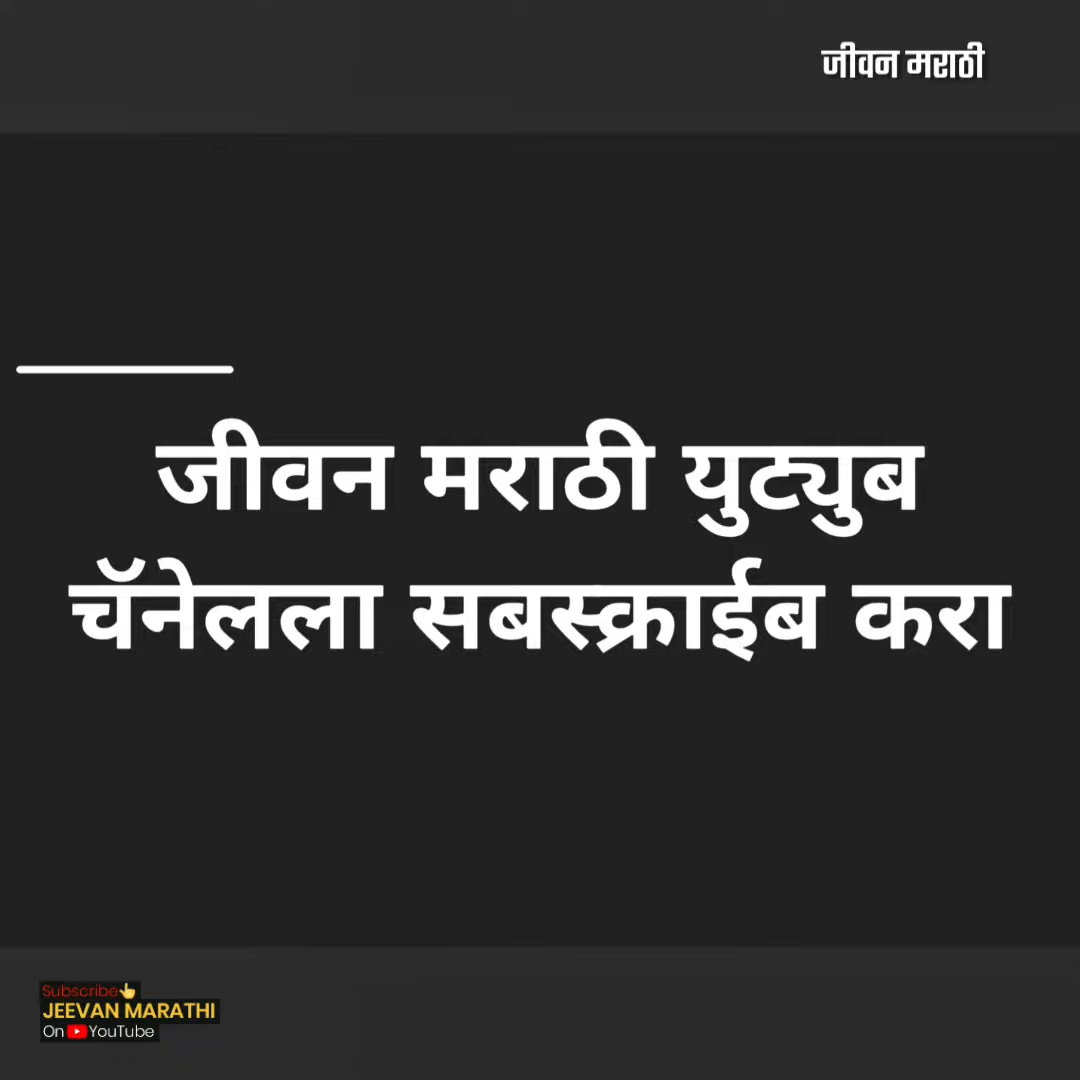 जीवन मराठी
जीवन मराठी युट्युब
चॅनेलला सबस्क्राईब करा
Subscribe👆
JEEVAN MARATHI
On YouTube